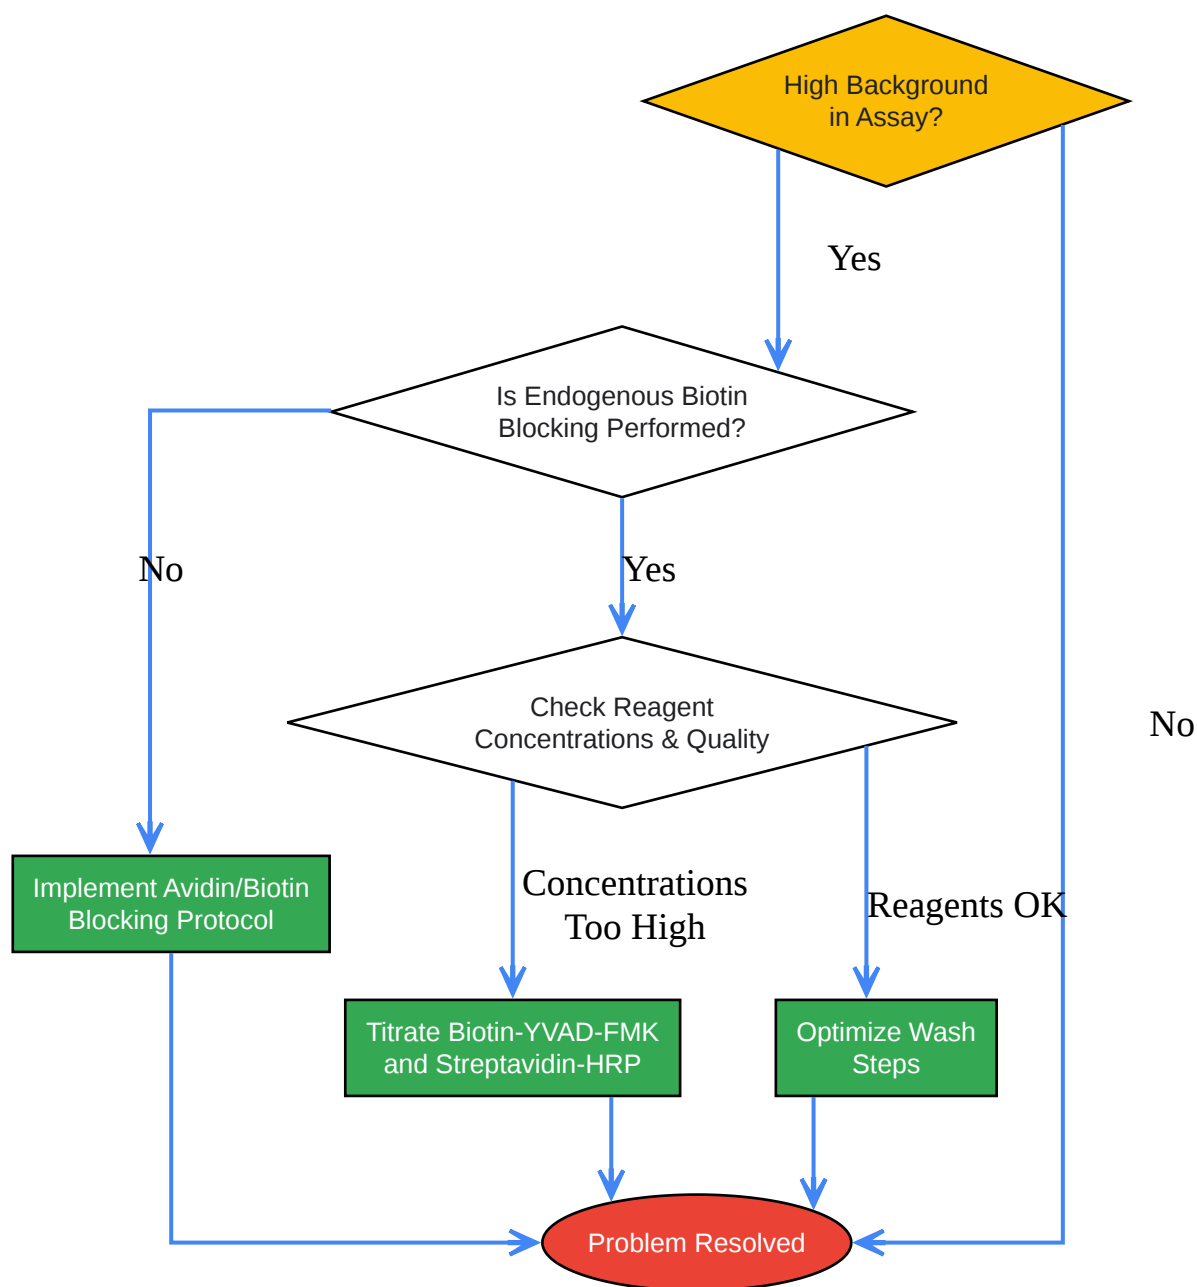 High Background
in Assay?
Yes
Is Endogenous Biotin
Blocking Performed?
No
Yes
Check Reagent
Concentrations & Quality
No
Implement Avidin/Biotin
Blocking Protocol
Concentrations
Too High
Reagents OK
Titrate Biotin-YVAD-FMK
and Streptavidin-HRP
Optimize Wash
Steps
Problem Resolved